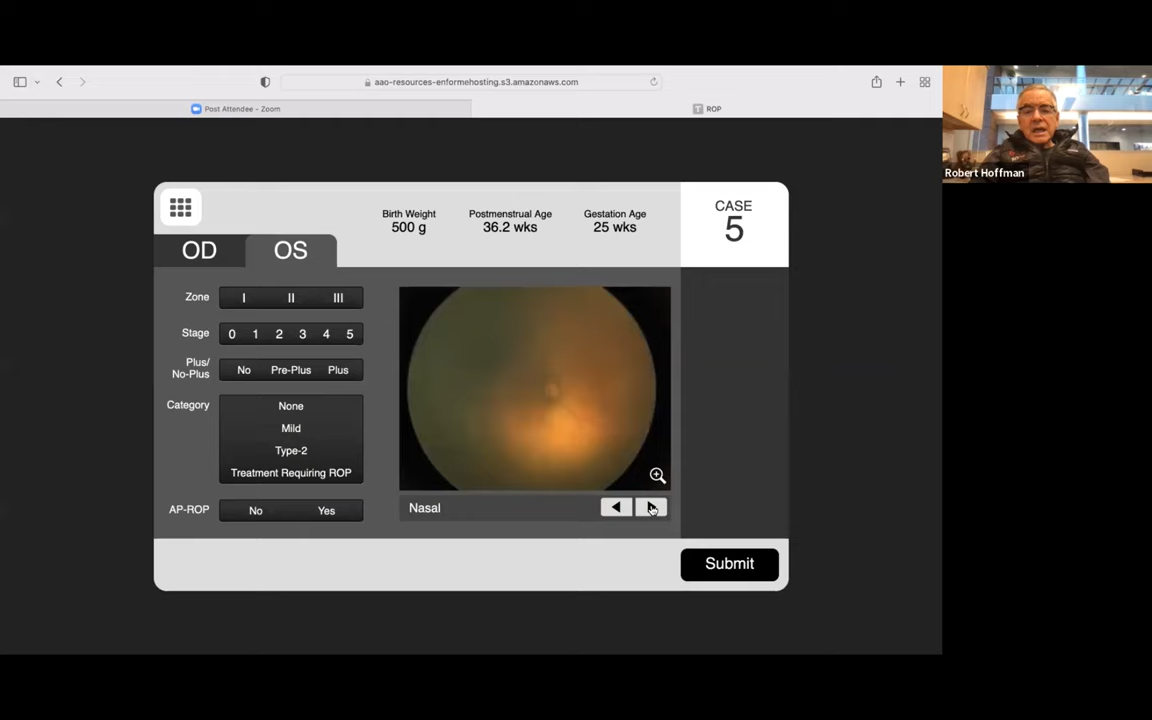 aao-resources-enformehosting.s3.amazonaws.com
Post Attendee - Zoom
T ROP
Robert Hoffman
Birth Weight
500 g
Postmenstrual Age
36.2 wks
Gestation Age
25 wks
CASE
5
OD
OS
Zone
I II III
Stage
0 1 2 3 4 5
Plus/
No-Plus
No Pre-Plus Plus
Category
None
Mild
Type-2
Treatment Requiring ROP
AP-ROP
No Yes
Nasal
Submit